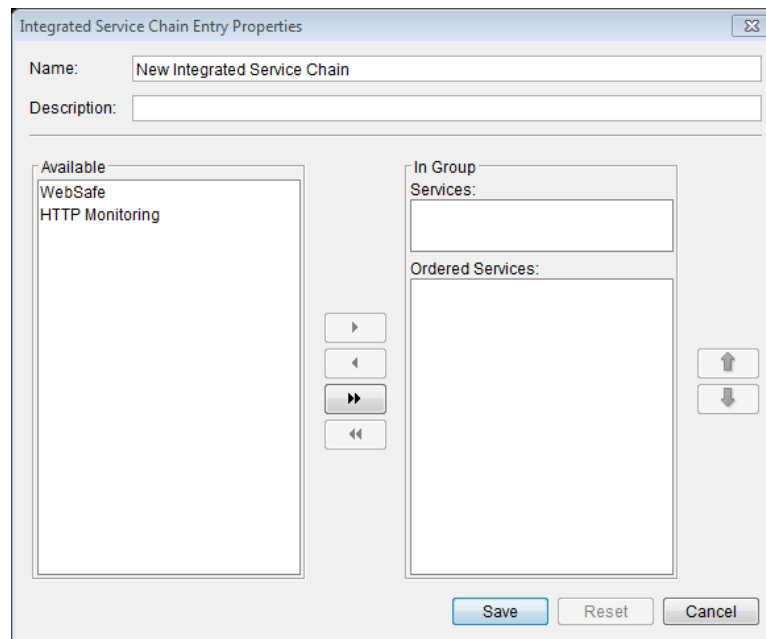 Integrated Service Chain Entry Properties
Name: New Integrated Service Chain
Description:
Available
WebSafe
HTTP Monitoring
In Group
Services:
Ordered Services:
Save Reset Cancel